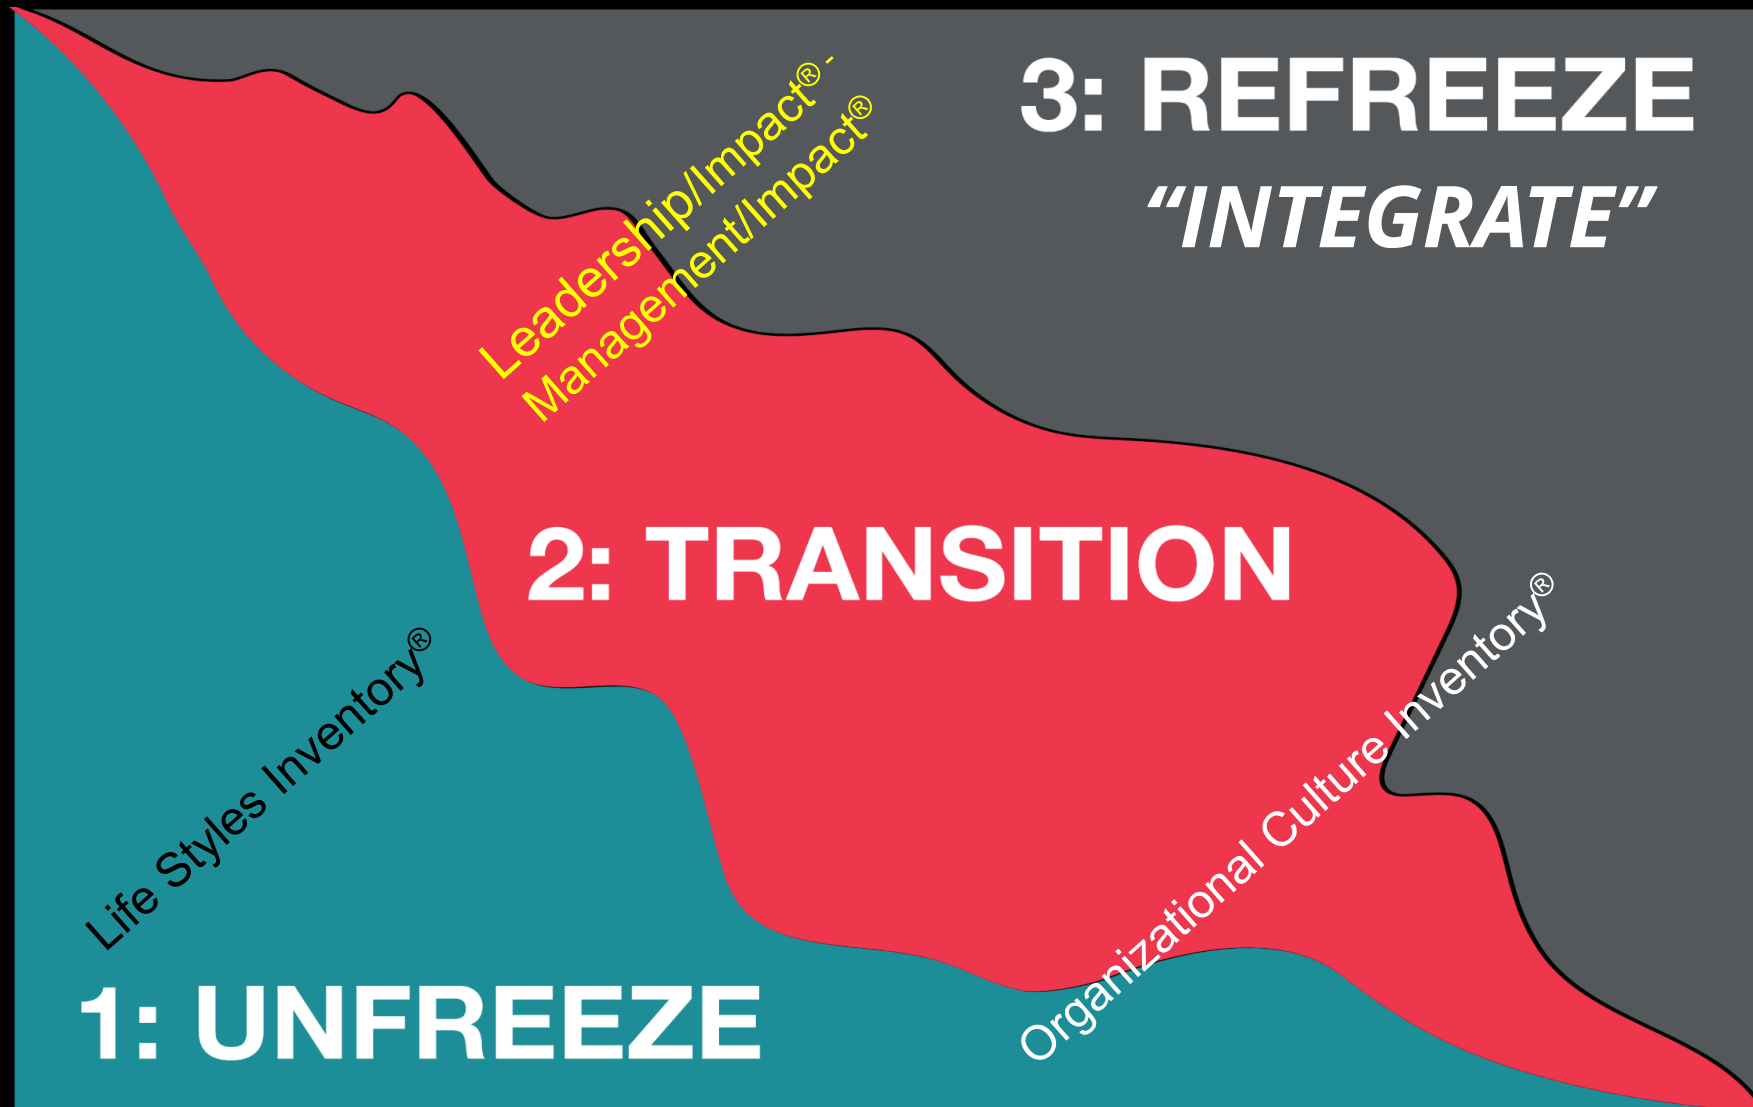 3: REFREEZE
“INTEGRATE”
Leadership/Impact® -
Management/Impact®
2: TRANSITION
Life Styles Inventory®
Organizational Culture Inventory®
1: UNFREEZE